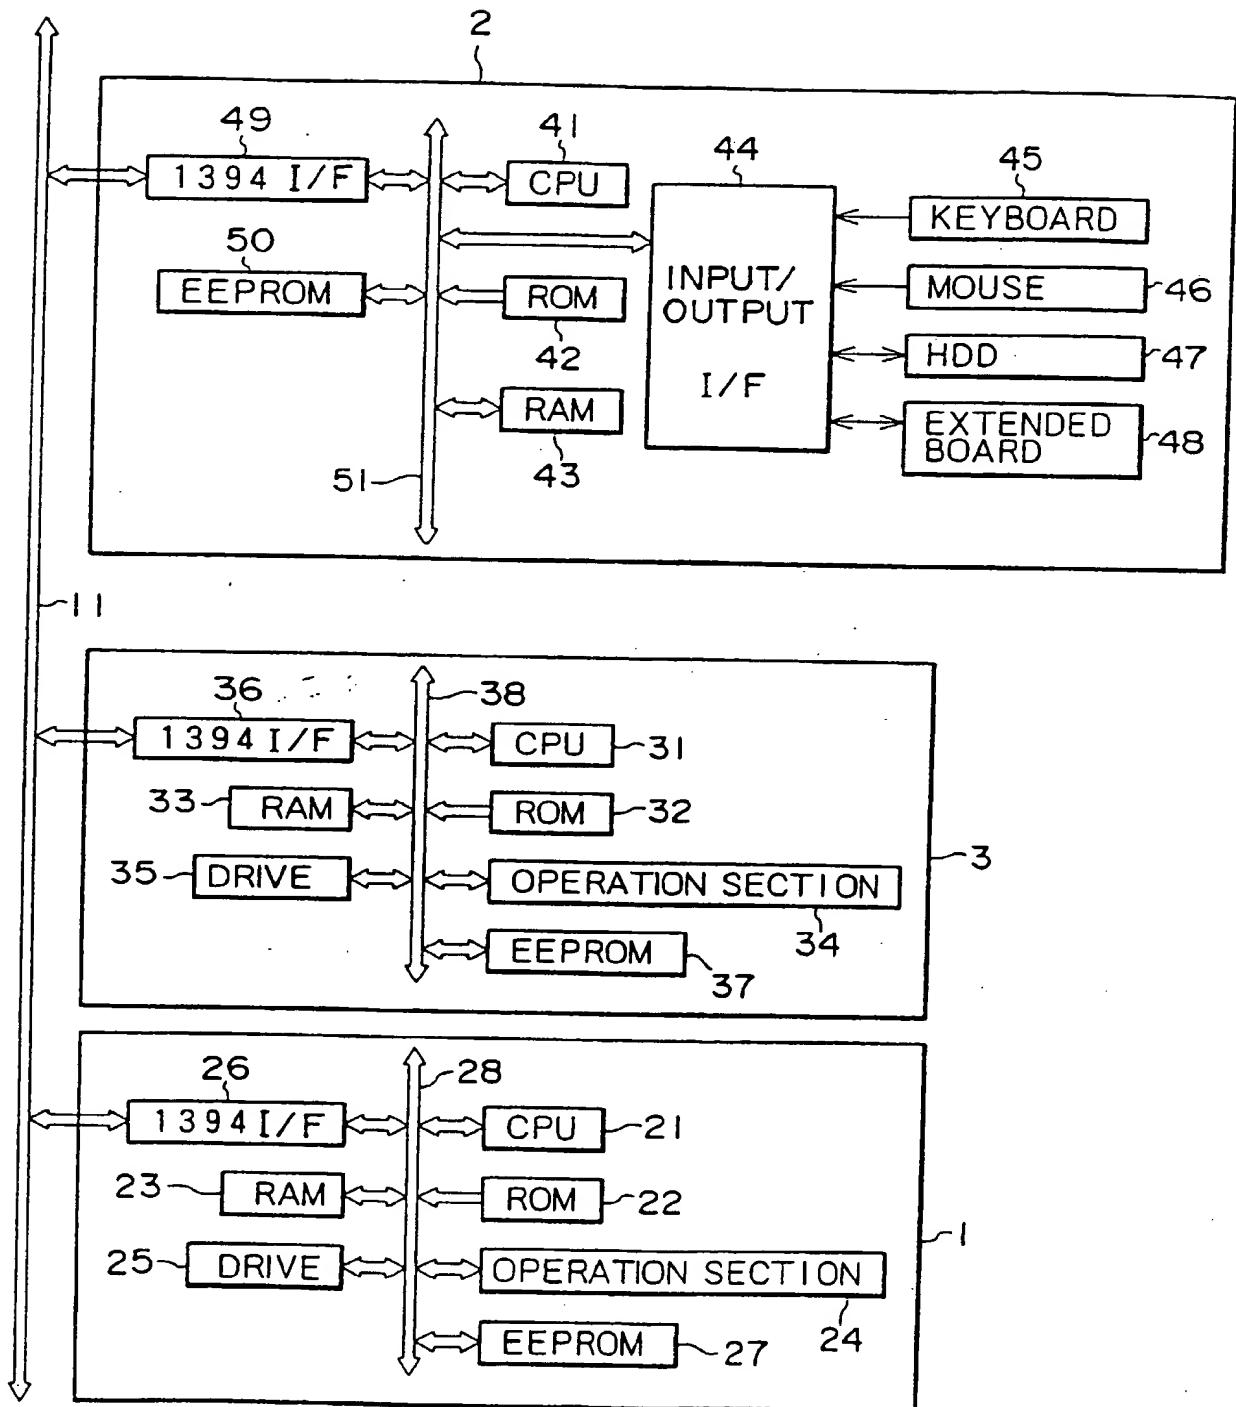 2
49
1394 I/F
41
CPU
44
INPUT/
OUTPUT
I/F
45
KEYBOARD
50
EEPROM
ROM
42
MOUSE
46
HDD
47
RAM
43
EXTENDED
BOARD
48
51
11
36
1394 I/F
38
CPU
31
33
RAM
ROM
32
35
DRIVE
OPERATION SECTION
34
3
EEPROM
37
26
1394 I/F
28
CPU
21
23
RAM
ROM
22
25
DRIVE
OPERATION SECTION
24
1
EEPROM
27